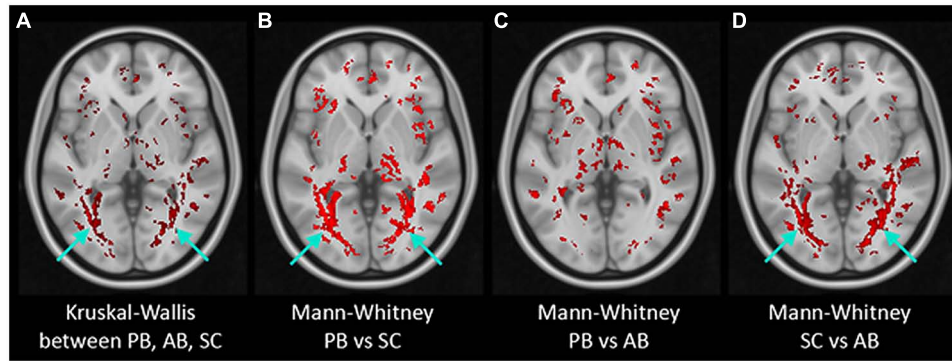 A
B
C
D
Kruskal-Wallis
between PB, AB, SC
Mann-Whitney
PB vs SC
Mann-Whitney
PB vs AB
Mann-Whitney
SC vs AB